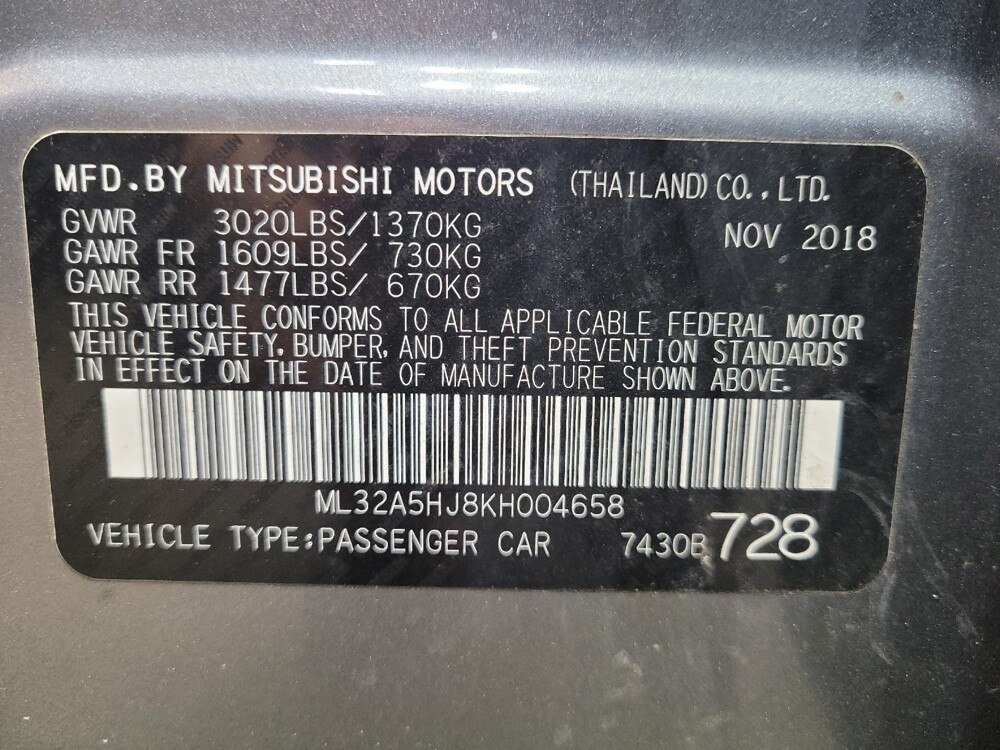 MFD.BY MITSUBISHI MOTORS (THAILAND) CO., LTD.
GVWR 3020LBS/1370KG NOV 2018
GAWR FR 1609LBS/ 730KG
GAWR RR 1477LBS/ 670KG
THIS VEHICLE CONFORMS TO ALL APPLICABLE FEDERAL MOTOR
VEHICLE SAFETY, BUMPER, AND THEFT PREVENTION STANDARDS
IN EFFECT ON THE DATE OF MANUFACTURE SHOWN ABOVE.
ML32A5HJ8KH004658
VEHICLE TYPE:PASSENGER CAR 7430B 728